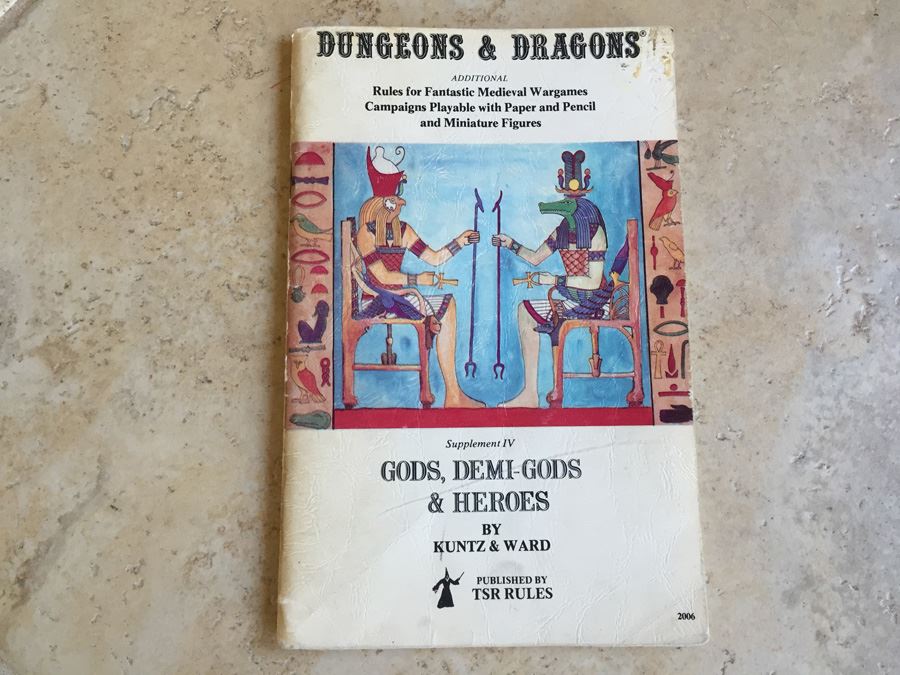 DUNGEONS & DRAGONS®
ADDITIONAL
Rules for Fantastic Medieval Wargames
Campaigns Playable with Paper and Pencil
and Miniature Figures
Supplement IV
GODS, DEMI-GODS
& HEROES
BY
KUNTZ & WARD
PUBLISHED BY
TSR RULES
2006